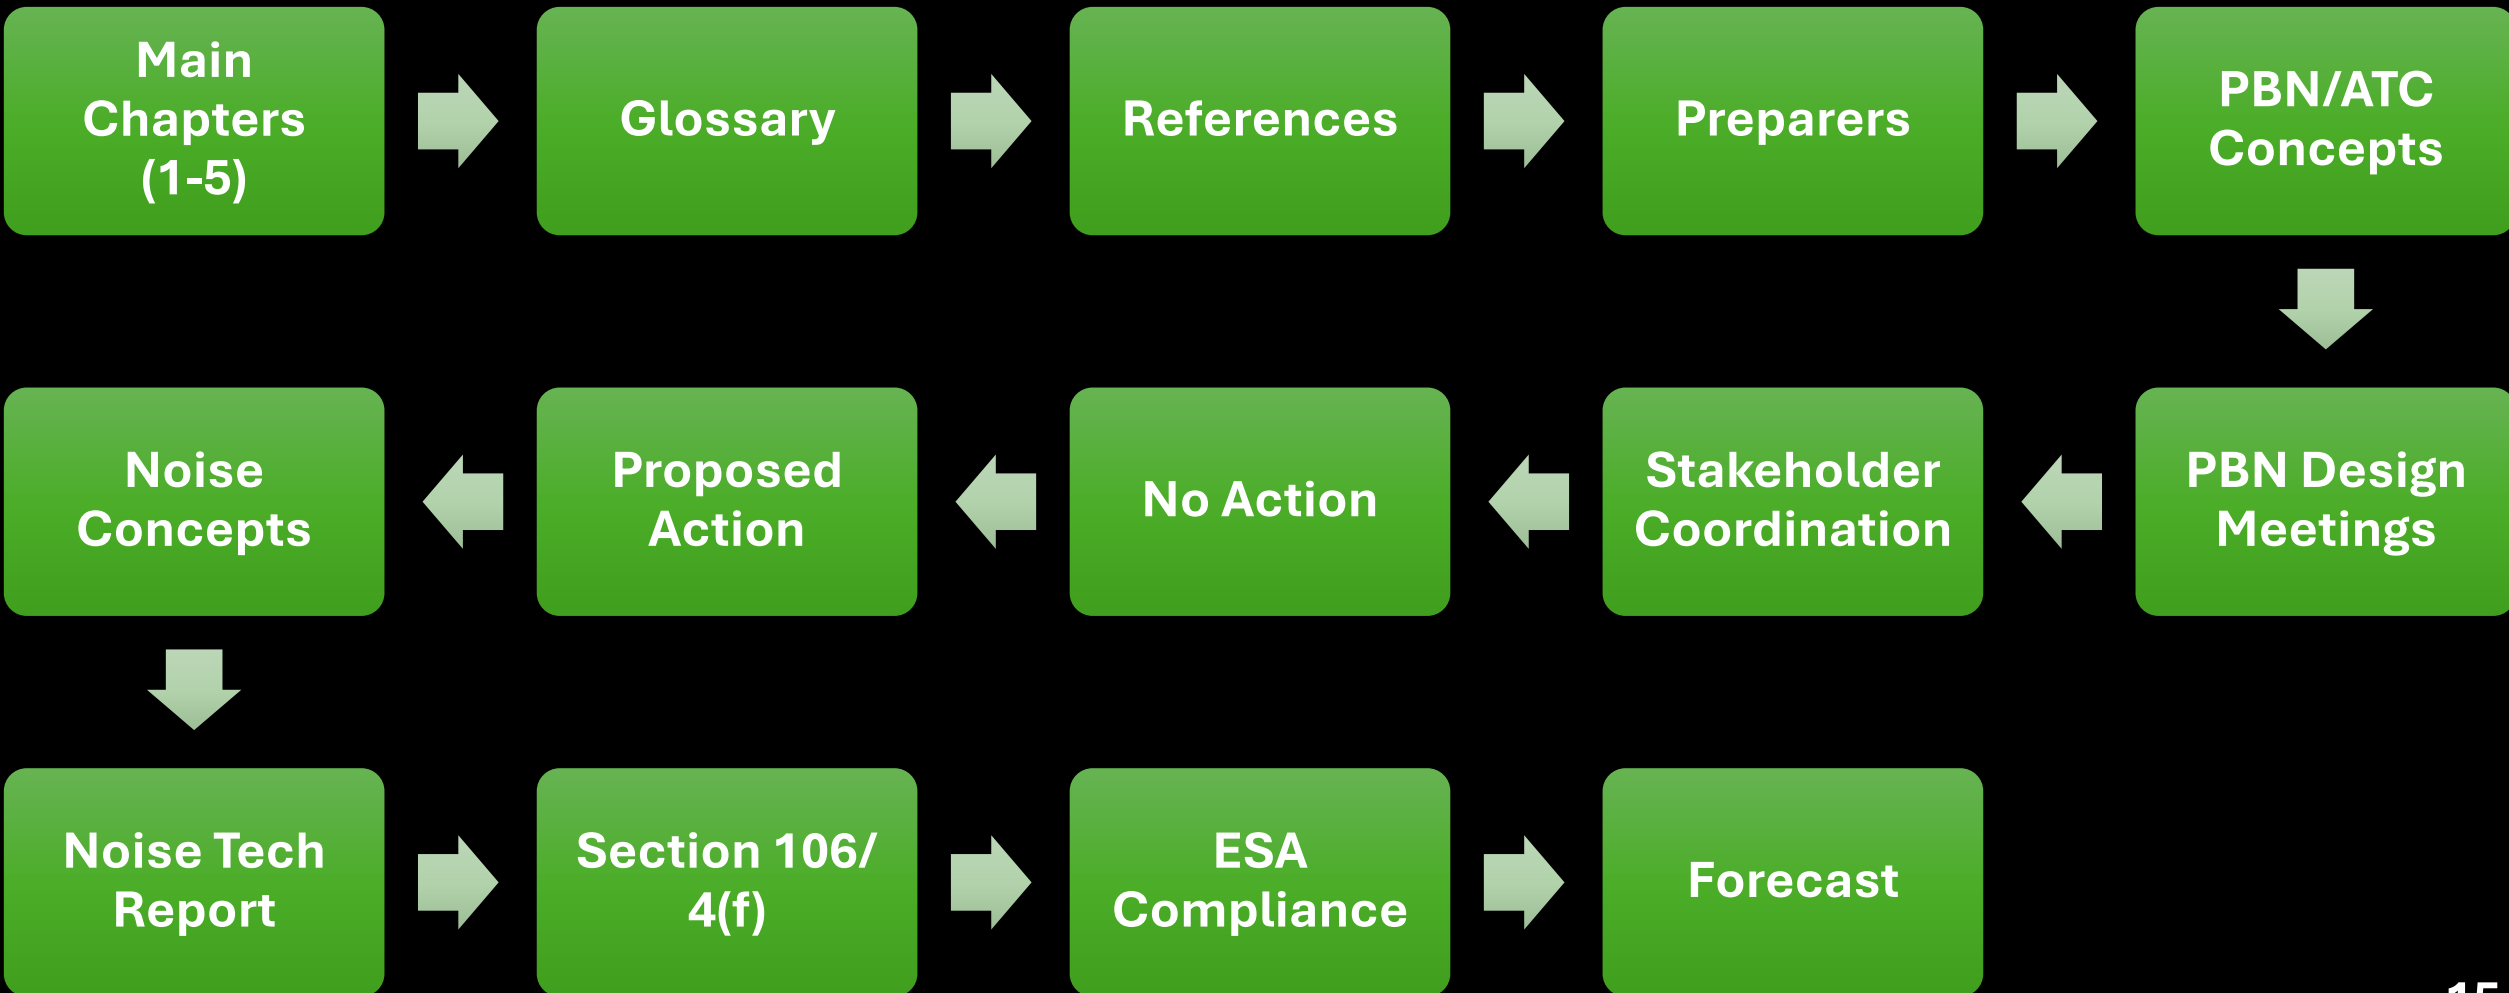 Main
Chapters
(1-5)
Glossary
References
Preparers
PBN/ATC
Concepts
PBN Design
Meetings
Stakeholder
Coordination
No Action
Proposed
Action
Noise
Concepts
Noise Tech
Report
Section 106/
4(f)
ESA
Compliance
Forecast
15